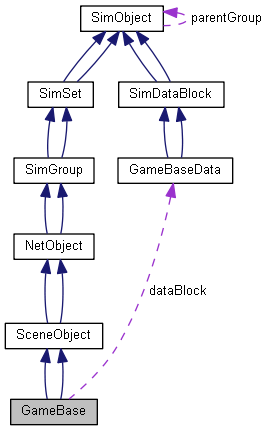 SimObject
parentGroup
SimSet
SimDataBlock
SimGroup
GameBaseData
NetObject
dataBlock
SceneObject
GameBase